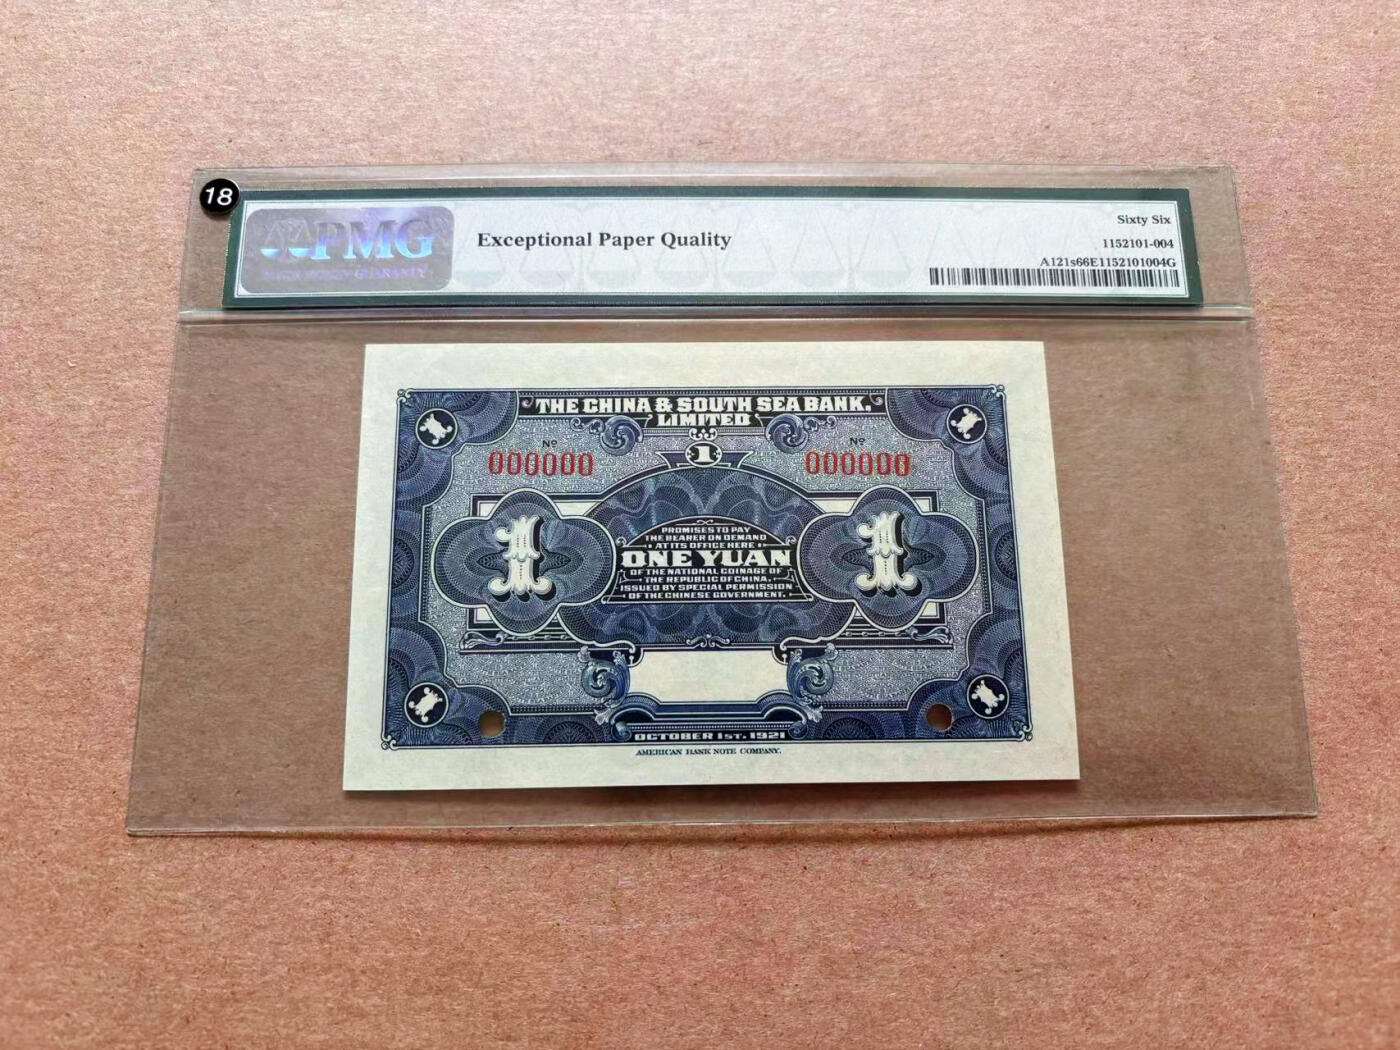 18
PMG
PAPER MONEY GUARANTY
Exceptional Paper Quality
Sixty Six
1152101-004
A121s66E1152101004G
THE CHINA & SOUTH SEA BANK,
LIMITED
Nº
Nº
000000
1
000000
1
1
PROMISES TO PAY
THE BEARER ON DEMAND
AT ITS OFFICE HERE
ONE YUAN
OF THE NATIONAL COINAGE OF
THE REPUBLIC OF CHINA.
ISSUED BY SPECIAL PERMISSION
OF THE CHINESE GOVERNMENT.
OCTOBER 1ST. 1921
AMERICAN BANK NOTE COMPANY.